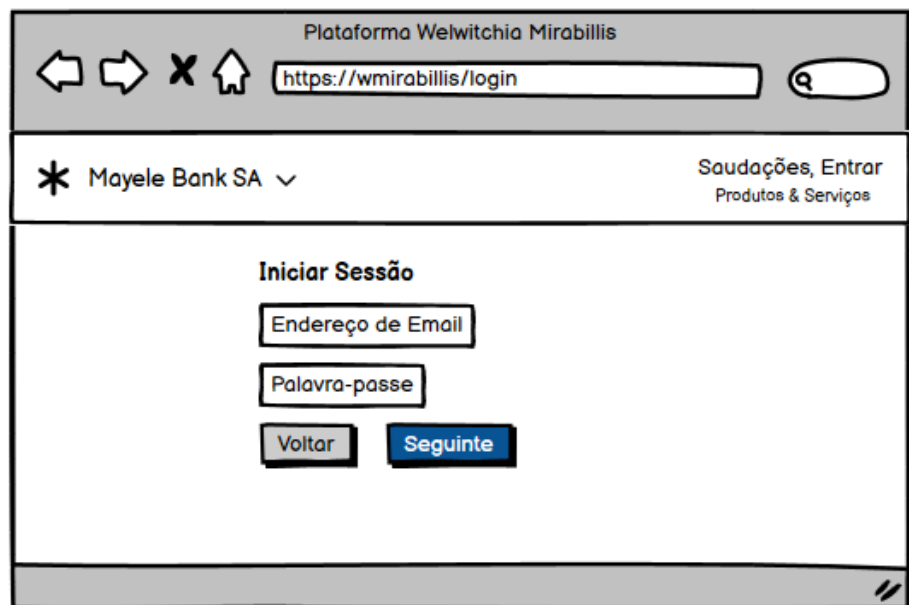 Plataforma Welwitchia Mirabillis
https://wmirabillis/login
Mayele Bank SA
Saudações, Entrar
Produtos & Serviços
Iniciar Sessão
Endereço de Email
Palavra-passe
Voltar
Seguinte